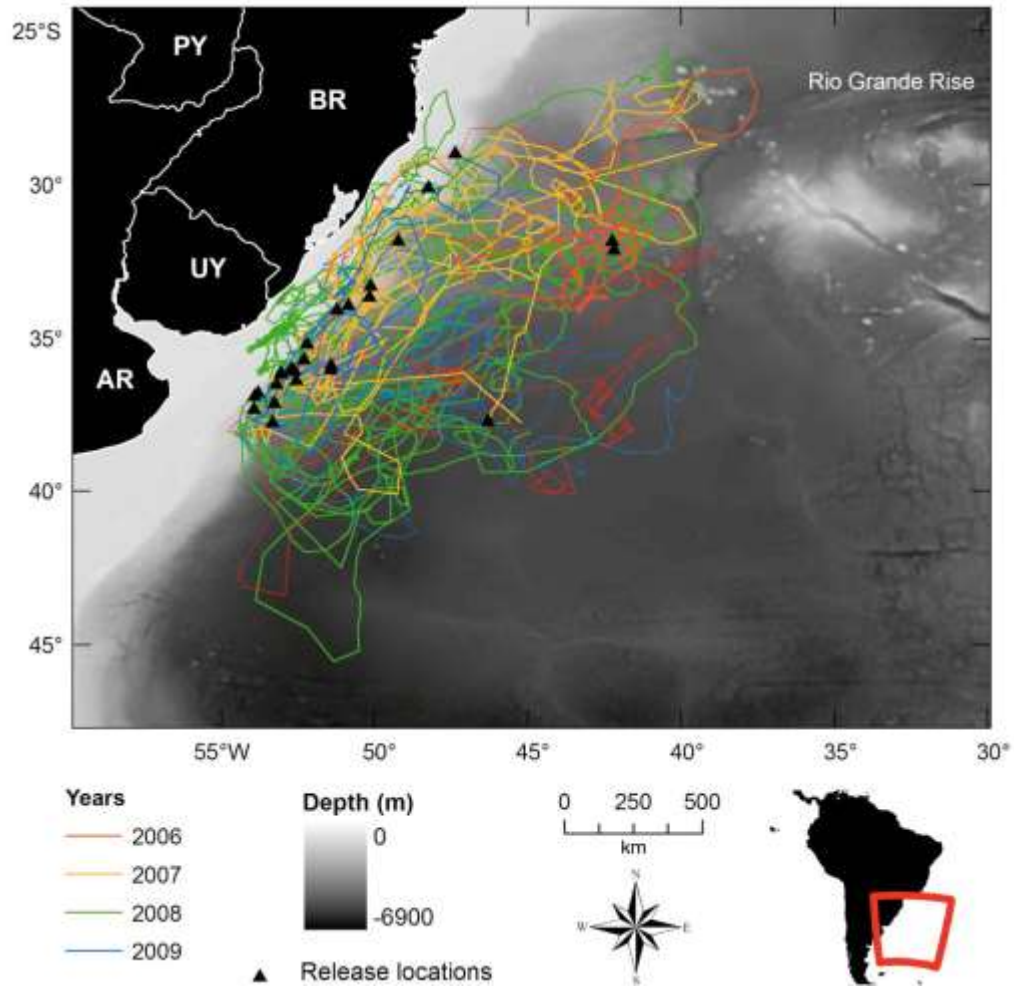 25°S
PY
BR
Rio Grande Rise
30°
UY
35°
AR
40°
45°
55°W 50° 45° 40° 35° 30°
Years
2006
2007
2008
2009
Depth (m)
0
-6900
0 250 500
km
N
W E
S
Release locations